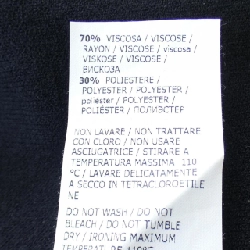 70% VISCOSA / VISCOSE /
RAYON / VISCOSE / viscosa /
VISKOSE / VISCOSE /
ВИСКОЗА
30% POLIESTERE /
POLYESTER / POLYESTER /
poliester / POLYESTER /
POLIÉSTER / ПОЛИЭСТЕР
NON LAVARE / NON TRATTARE
CON CLORO / NON USARE
ASCIUGATRICE / STIRARE A
TEMPERATURA MASSIMA 110
°C / LAVARE DELICATAMENTE
A SECCO IN TETRACLOROETILE
NE
DO NOT WASH / DO NOT
BLEACH / DO NOT TUMBLE
DRY / IRONING MAXIMUM